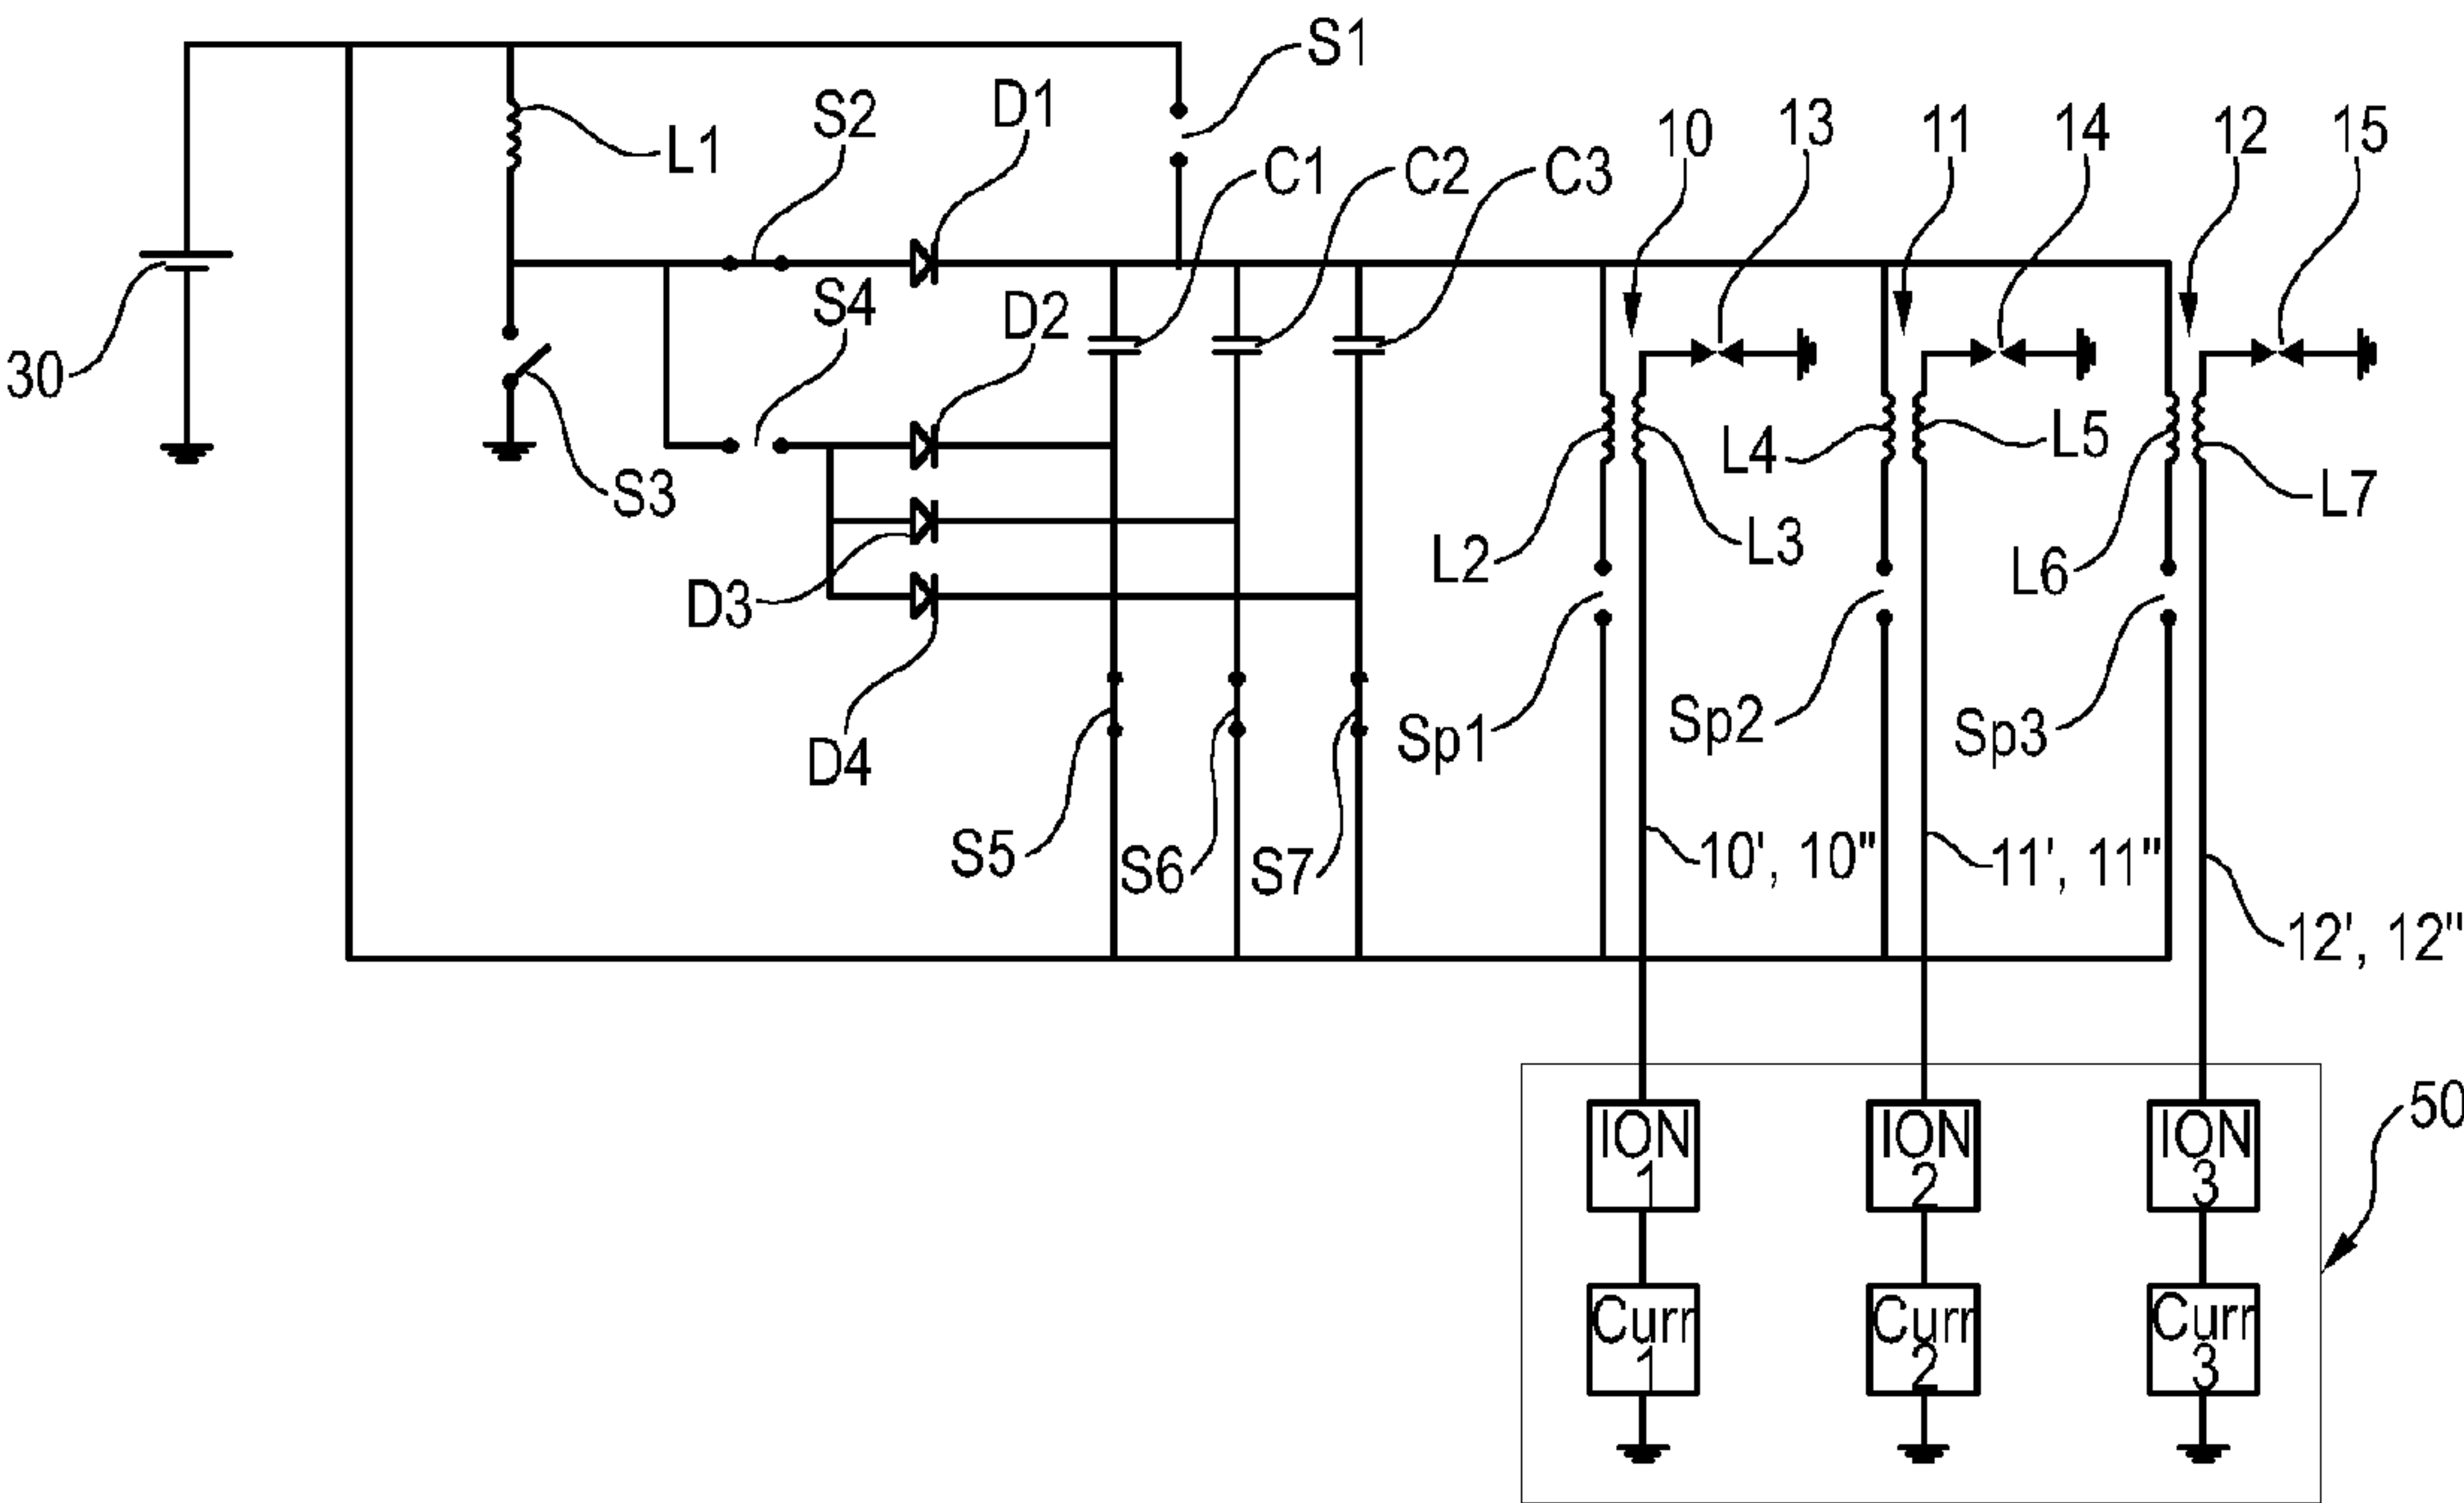 S1
S2
D1
L1
10
13
11
14
12
15
C1
C2
C3
S4
D2
30
S3
L4
L5
L7
L2
L3
L6
D3
D4
Sp1
Sp2
Sp3
S5
S6
S7
10', 10"
11', 11"
12', 12"
50
ION
1
ION
2
ION
3
Curr
1
Curr
2
Curr
3